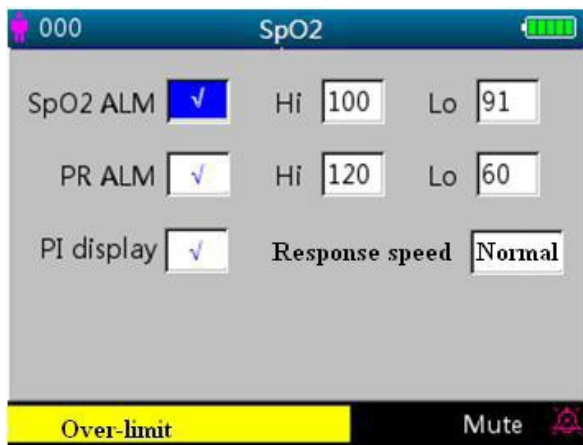 000 SpO2
SpO2 ALM √ Hi 100 Lo 91
PR ALM √ Hi 120 Lo 60
PI display √ Response speed Normal
Over-limit Mute